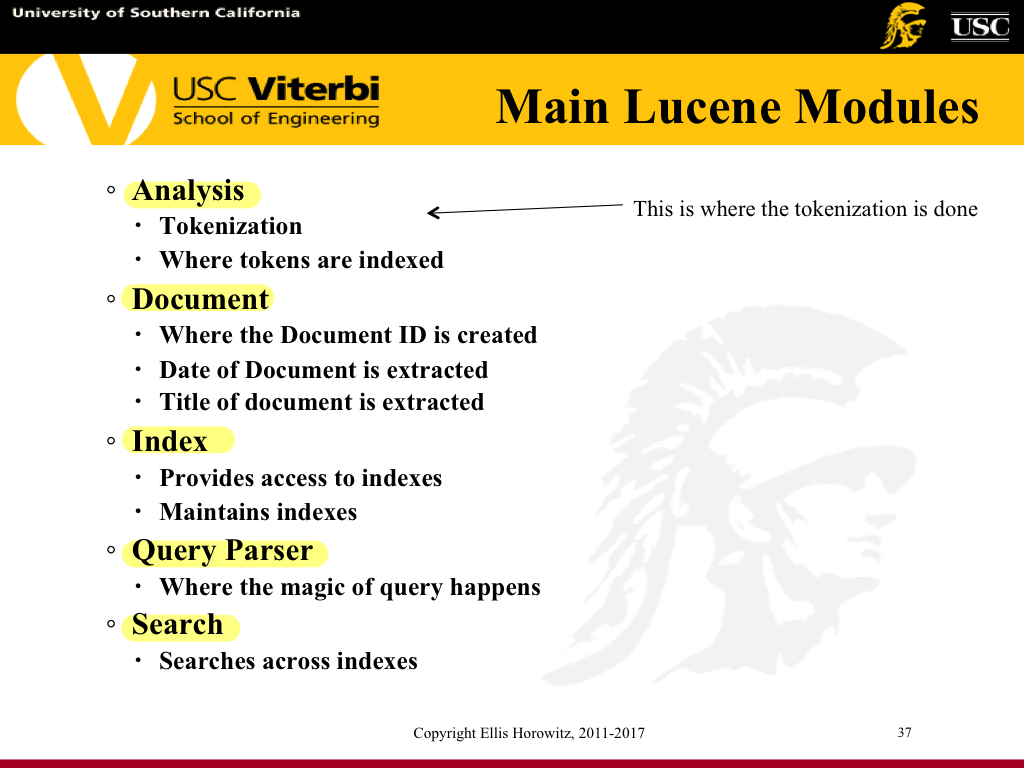 University of Southern California
USC
USC Viterbi
School of Engineering
Main Lucene Modules
◦ Analysis
· Tokenization
This is where the tokenization is done
· Where tokens are indexed
◦ Document
· Where the Document ID is created
· Date of Document is extracted
· Title of document is extracted
◦ Index
· Provides access to indexes
· Maintains indexes
◦ Query Parser
· Where the magic of query happens
◦ Search
· Searches across indexes
Copyright Ellis Horowitz, 2011-2017
37